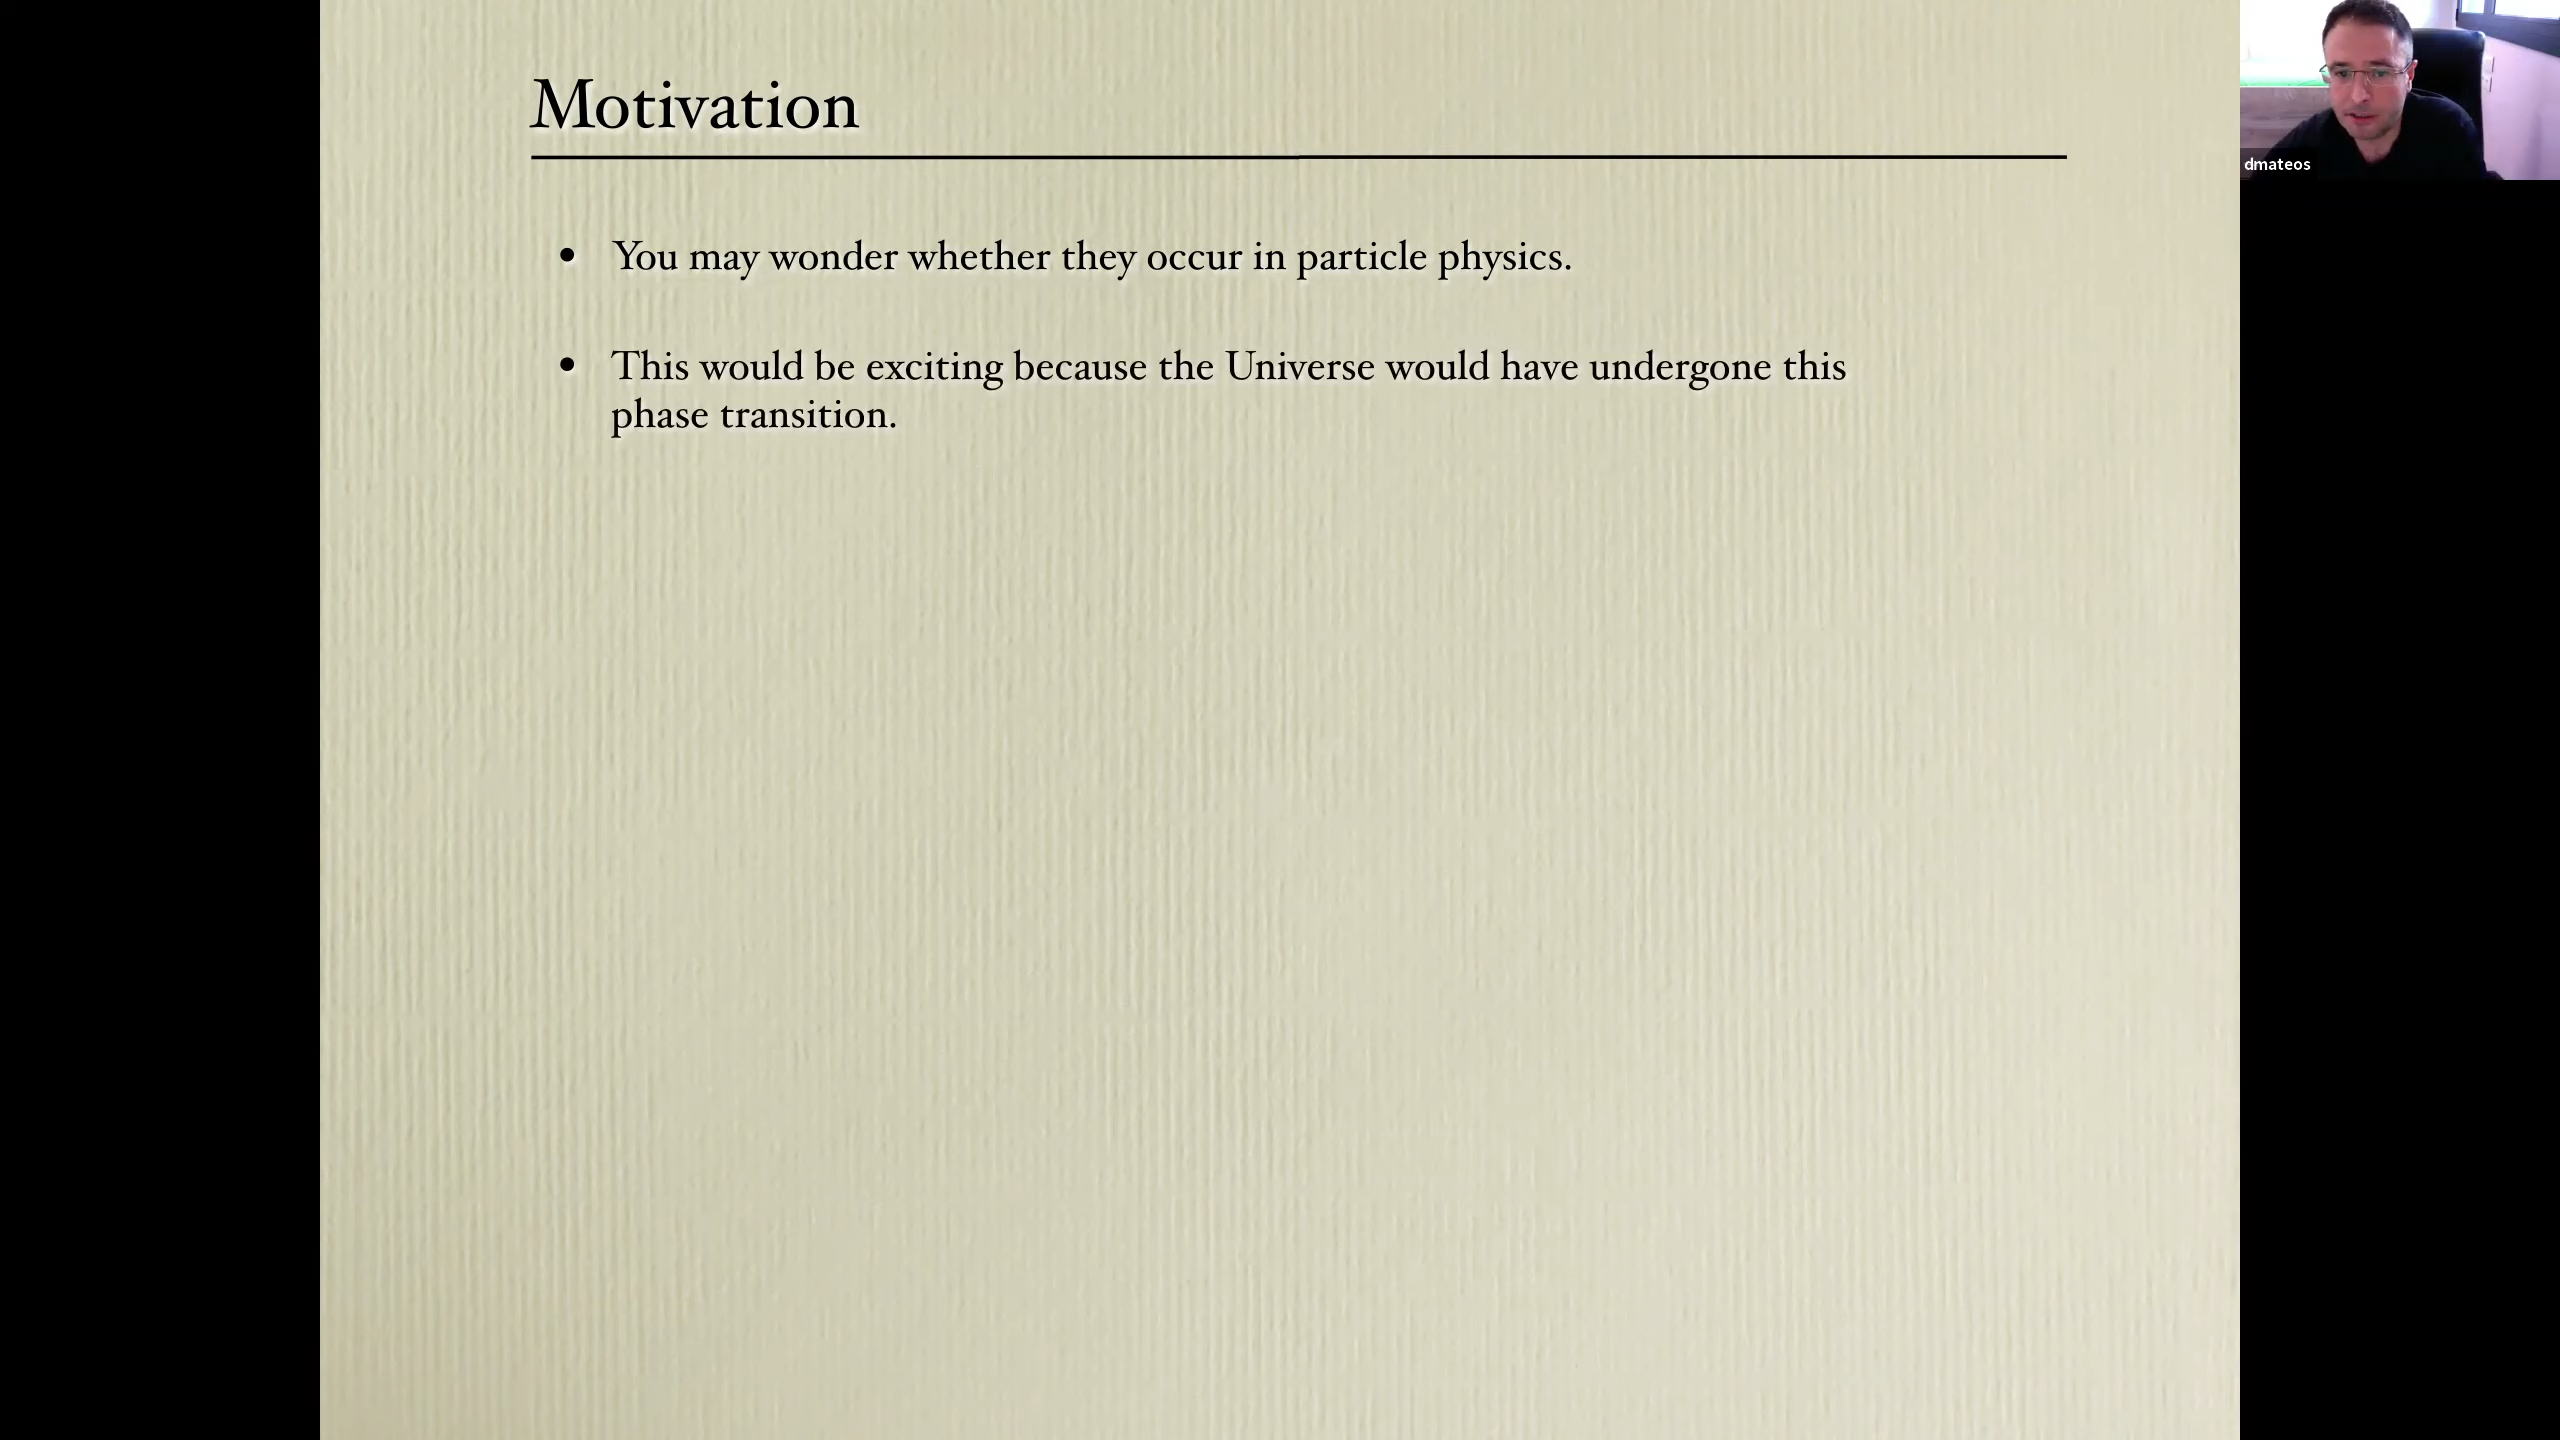 Motivation
• You may wonder whether they occur in particle physics.
• This would be exciting because the Universe would have undergone this
phase transition.
dmateos